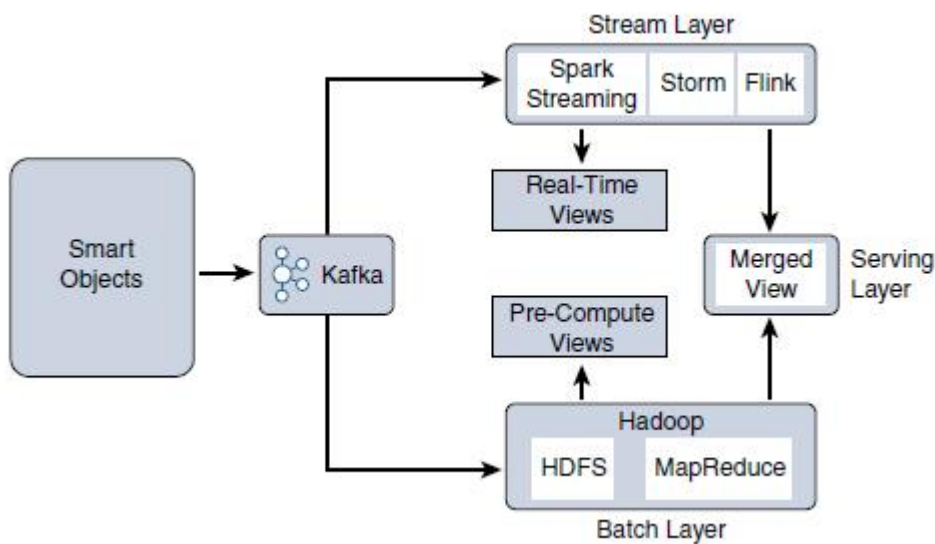 Stream Layer
Spark
Streaming
Storm
Flink
Real-Time
Views
Smart
Objects
Kafka
Merged
View
Serving
Layer
Pre-Compute
Views
Hadoop
HDFS
MapReduce
Batch Layer